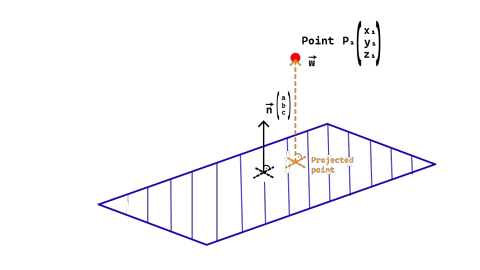 Point P₁ (x₁
y₁
z₁)
w
n (a
b
c)
Projected
point